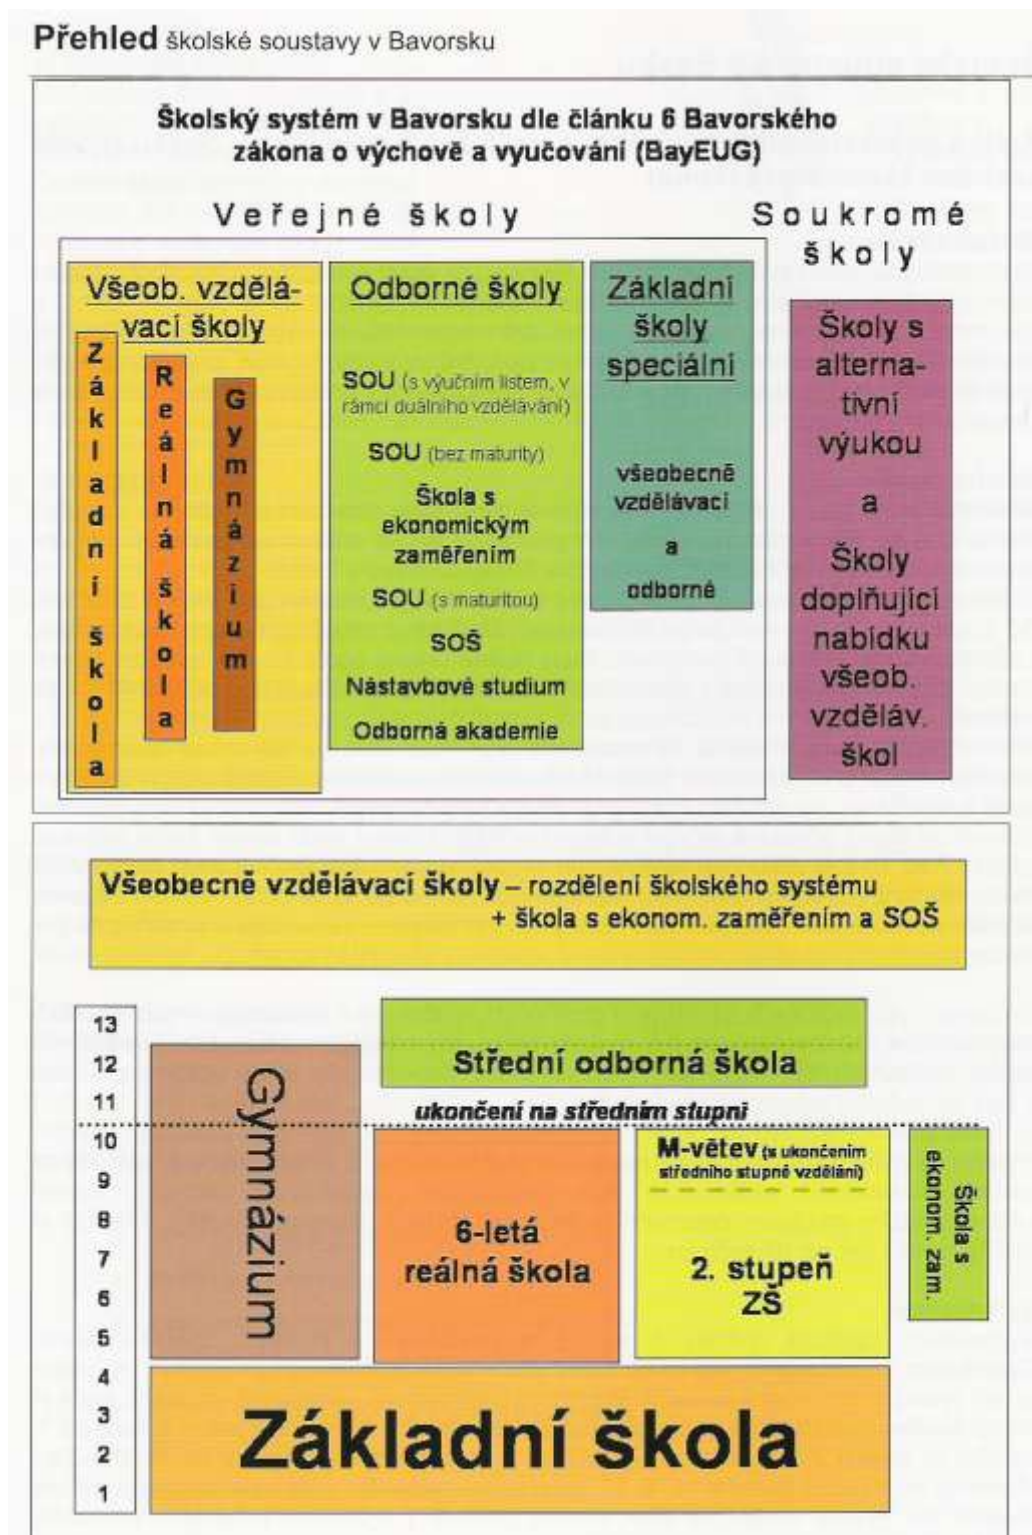 Přehled školské soustavy v Bavorsku
Školský systém v Bavorsku dle článku 6 Bavorského
zákona o výchově a vyučování (BayEUG)
Veřejné školy
Soukromé
školy
Všeob. vzdělá-
vací školy
Základní škola
Reálná škola
Gymnázium
Odborné školy
SOU (s výučním listem, v
rámci duálního vzdělávání)
SOU (bez maturity)
Škola s
ekonomickým
zaměřením
SOU (s maturitou)
SOŠ
Nástavbové studium
Odborná akademie
Základní
školy
speciální
všeobecně
vzdělávací
a
odborné
Školy s
alterna-
tivní
výukou
a
Školy
doplňující
nabídku
všeob.
vzděláv.
škol
Všeobecně vzdělávací školy – rozdělení školského systému
+ škola s ekonom. zaměřením a SOŠ
13
12
11
10
9
8
7
6
5
4
3
2
1
Gymnázium
Střední odborná škola
ukončení na středním stupni
6-letá
reálná škola
M-větev (s ukončením
středního stupně vzdělání)
2. stupeň
ZŠ
Škola s
ekonom. zam.
Základní škola